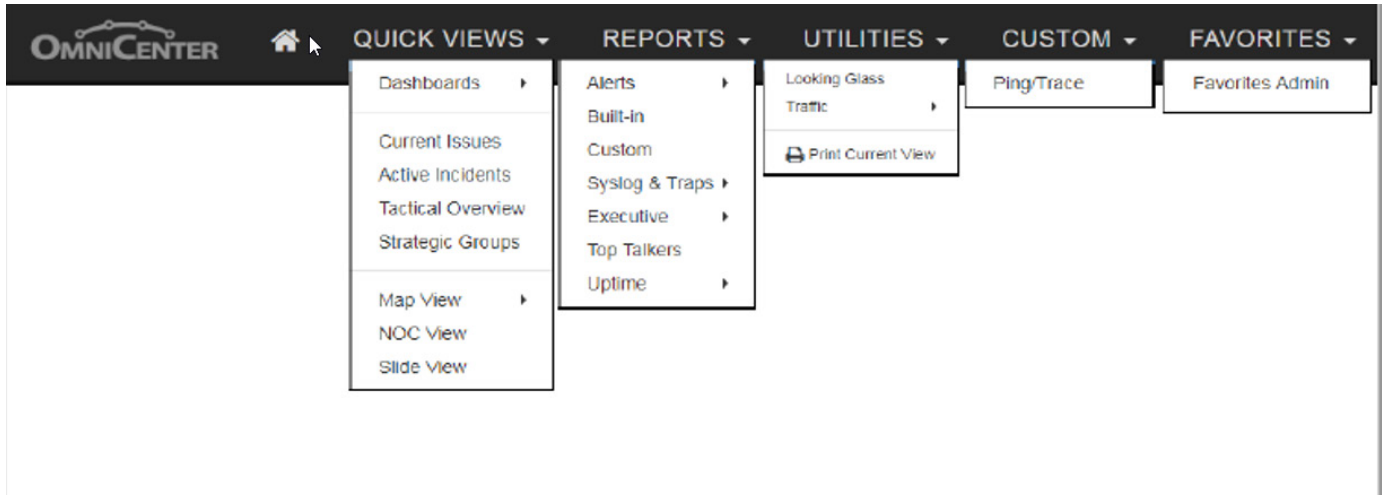 OMNICENTER
QUICK VIEWS
REPORTS
UTILITIES
CUSTOM
FAVORITES
Dashboards
Current Issues
Active Incidents
Tactical Overview
Strategic Groups
Map View
NOC View
Slide View
Alerts
Built-in
Custom
Syslog & Traps
Executive
Top Talkers
Uptime
Looking Glass
Traffic
Print Current View
Ping/Trace
Favorites Admin